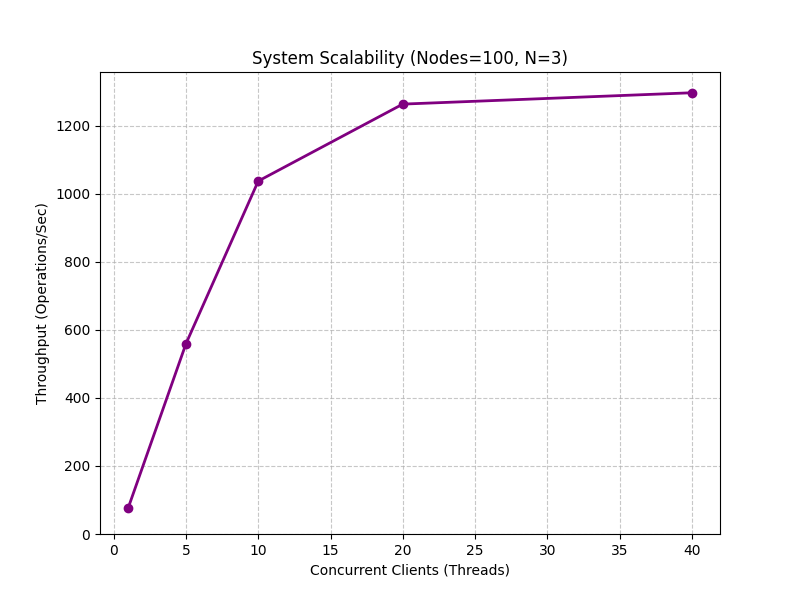 System Scalability (Nodes=100, N=3)
Throughput (Operations/Sec)
1200
1000
800
600
400
200
0
0 5 10 15 20 25 30 35 40
Concurrent Clients (Threads)